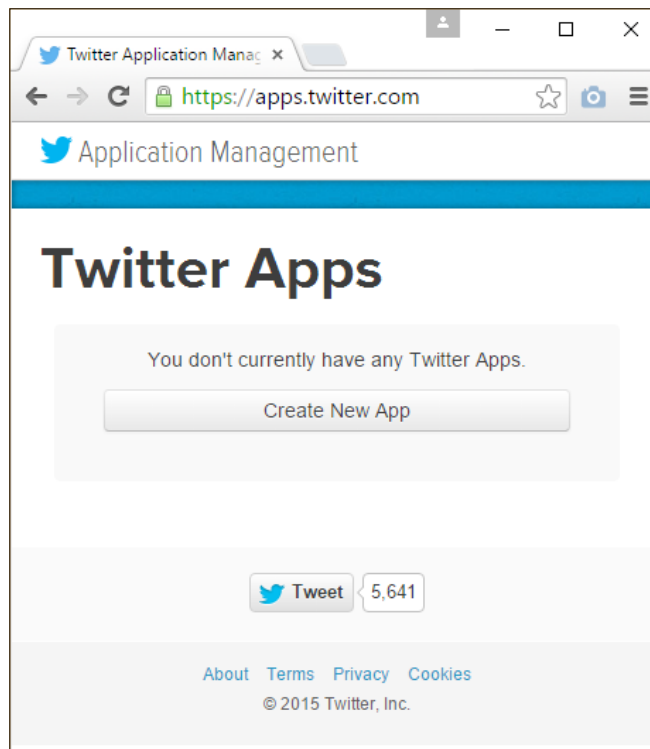 Twitter Application Manag
https://apps.twitter.com
Application Management
Twitter Apps
You don't currently have any Twitter Apps.
Create New App
Tweet 5,641
About Terms Privacy Cookies
© 2015 Twitter, Inc.